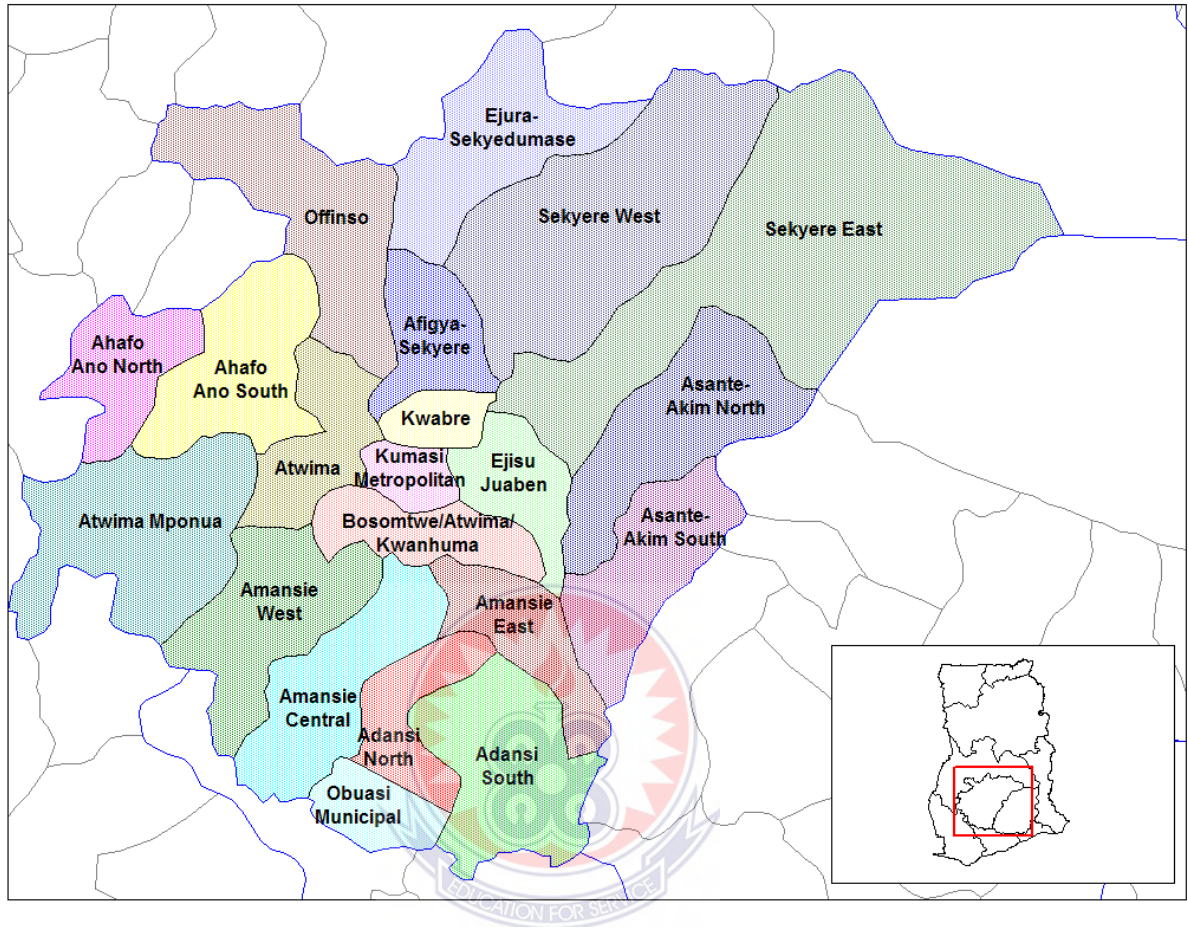 Ejura-
Sekyedumase
Offinso
Sekyere West
Sekyere East
Afigya-
Sekyere
Ahafo
Ano North
Ahafo
Ano South
Asante-
Akim North
Kwabre
Kumasi
Metropolitan
Ejisu
Juaben
Atwima
Atwima Mponua
Bosomtwe/Atwima/
Kwanhuma
Asante-
Akim South
Amansie
West
Amansie
East
Amansie
Central
Adansi
North
Adansi
South
Obuasi
Municipal
EDUCATION FOR SERVICE